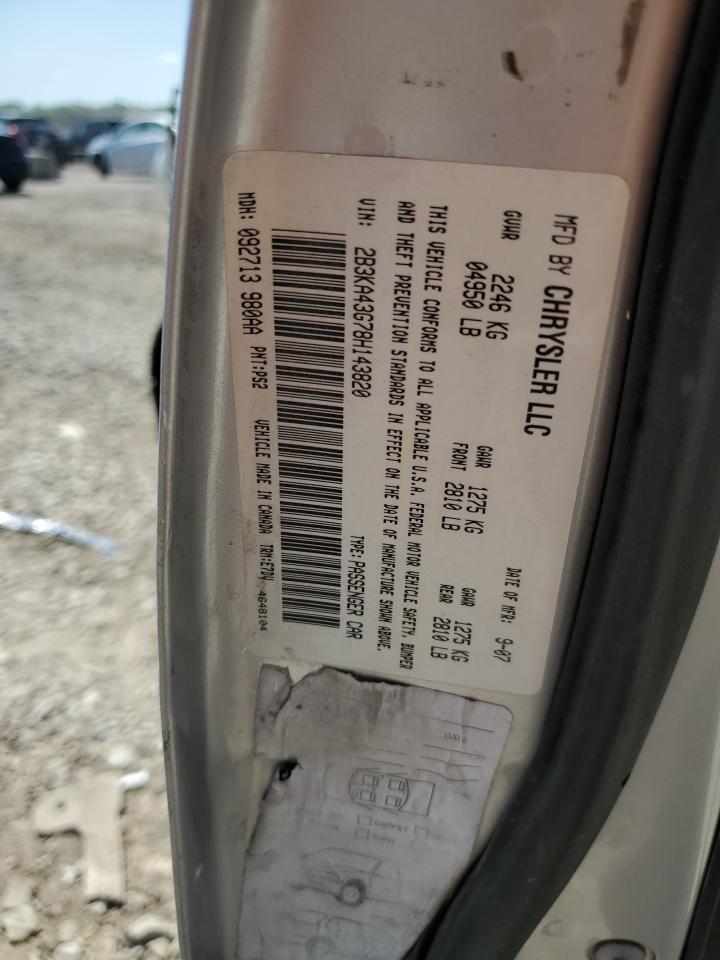 MFD BY CHRYSLER LLC
DATE OF MFR: 9-07
GVWR 2246 KG
04950 LB
GAWR 1275 KG
FRONT 2810 LB
GAWR 1275 KG
REAR 2810 LB
THIS VEHICLE CONFORMS TO ALL APPLICABLE U.S.A. FEDERAL MOTOR VEHICLE SAFETY, BUMPER
AND THEFT PREVENTION STANDARDS IN EFFECT ON THE DATE OF MANUFACTURE SHOWN ABOVE.
VIN: 2B3KA43G78H143820 TYPE: PASSENGER CAR
MDH: 092713 980AA PNT:PS2 VEHICLE MADE IN CANADA TRM:E7DV 4648104
DATE